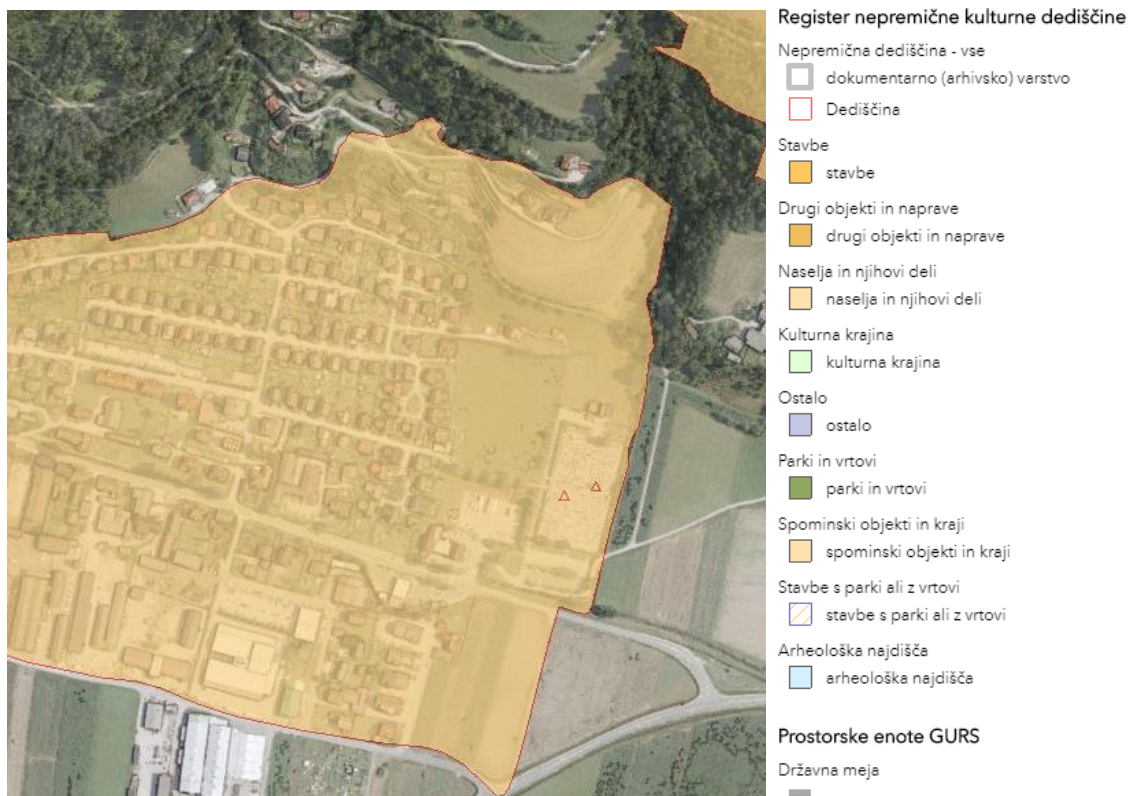 Register nepremične kulturne dediščine
Nepremična dediščina - vse
dokumentarno (arhivsko) varstvo
Dediščina
Stavbe
stavbe
Drugi objekti in naprave
drugi objekti in naprave
Naselja in njihovi deli
naselja in njihovi deli
Kulturna krajina
kulturna krajina
Ostalo
ostalo
Parki in vrtovi
parki in vrtovi
Spominski objekti in kraji
spominski objekti in kraji
Stavbe s parki ali z vrtovi
stavbe s parki ali z vrtovi
Arheološka najdišča
arheološka najdišča
Prostorske enote GURS
Državna meja